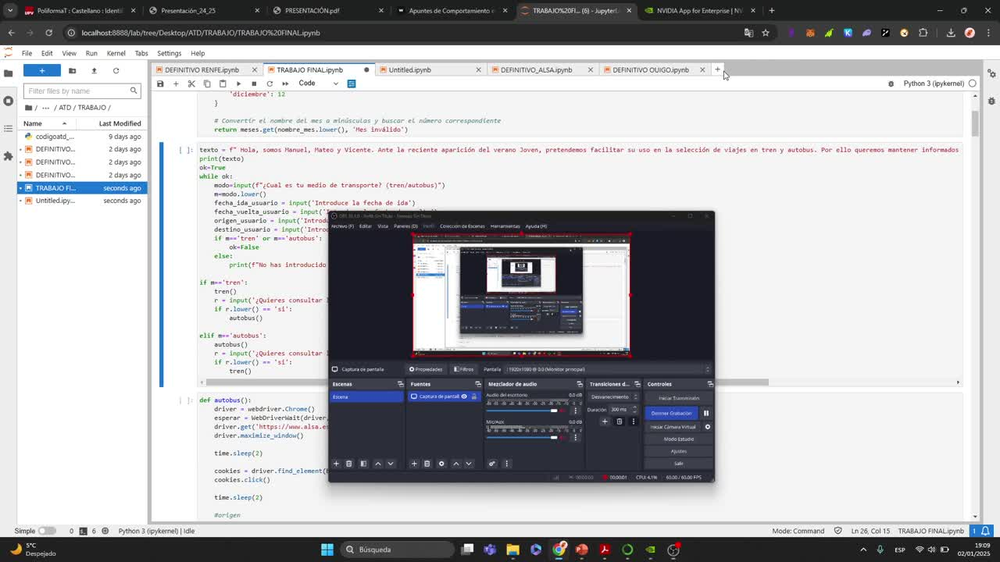 PoliformaT : Castellano : Identif
Presentación_24_25
PRESENTACIÓN.pdf
Apuntes de Comportamiento e
TRABAJO%20FI... (6) - JupyterLa
NVIDIA App for Enterprise | NV
localhost:8888/lab/tree/Desktop/ATD/TRABAJO/TRABAJO%20FINAL.ipynb
File Edit View Run Kernel Tabs Settings Help
DEFINITIVO RENFE.ipynb
TRABAJO FINAL.ipynb
Untitled.ipynb
DEFINITIVO_ALSA.ipynb
DEFINITIVO OUIGO.ipynb
Code
Python 3 (ipykernel)
Filter files by name
/ ... / ATD / TRABAJO /
Name Last Modified
codigoatd_... 9 days ago
DEFINITIVO... 2 days ago
DEFINITIVO... 2 days ago
DEFINITIVO... 2 days ago
TRABAJO FI... seconds ago
Untitled.ipy... seconds ago
'diciembre': 12
}
# Convertir el nombre del mes a minúsculas y buscar el número correspondiente
return meses.get(nombre_mes.lower(), 'Mes inválido')
[ ]:
texto = f" Hola, somos Manuel, Mateo y Vicente. Ante la reciente aparición del verano Joven, pretendemos facilitar su uso en la selección de viajes en tren y autobus. Por ello queremos mantener informados
print(texto)
ok=True
while ok:
modo=input(f"¿Cual es tu medio de transporte? (tren/autobus)")
m=modo.lower()
fecha_ida_usuario = input('Introduce la fecha de ida')
fecha_vuelta_usuario = input('I
origen_usuario = input('Introdu
destino_usuario = input('Introd
if m=='tren' or m=='autobus':
ok=False
else:
print(f"No has introducido
if m=='tren':
tren()
r = input('¿Quieres consultar
if r.lower() == 'si':
autobus()
elif m=='autobus':
autobus()
r = input('¿Quieres consultar
if r.lower() == 'si':
tren()
[ ]:
def autobus():
driver = webdriver.Chrome()
esperar = WebDriverWait(driver,
driver.get('https://www.alsa.es
driver.maximize_window()
time.sleep(2)
cookies = driver.find_element(B
cookies.click()
time.sleep(2)
#origen
Archivo (F) Editar Vista Paneles (D) Perfil Colección de Escenas Herramientas Ayuda (H)
Captura de pantalla
Propiedades
Filtros
Pantalla
1920x1080 @ 0,0 (Monitor principal)
Escenas
Escena
Fuentes
Captura de pantall
Mezclador de audio
Audio del escritorio 0.0 dB
Mic/Aux 0.0 dB
Transiciones d...
Desvanecimiento
Duración 300 ms
Controles
Iniciar Transmisión
Detener Grabación
Iniciar Cámara Virtual
Modo Estudio
Ajustes
Salir
00:00:00
00:00:01
CPU: 4.1%
60.00 / 60.00 FPS
Simple
0
6
Python 3 (ipykernel) | Idle
Mode: Command
Ln 26, Col 15
TRABAJO FINAL.ipynb
1
5°C
Despejado
Búsqueda
ESP
19:09
02/01/2025